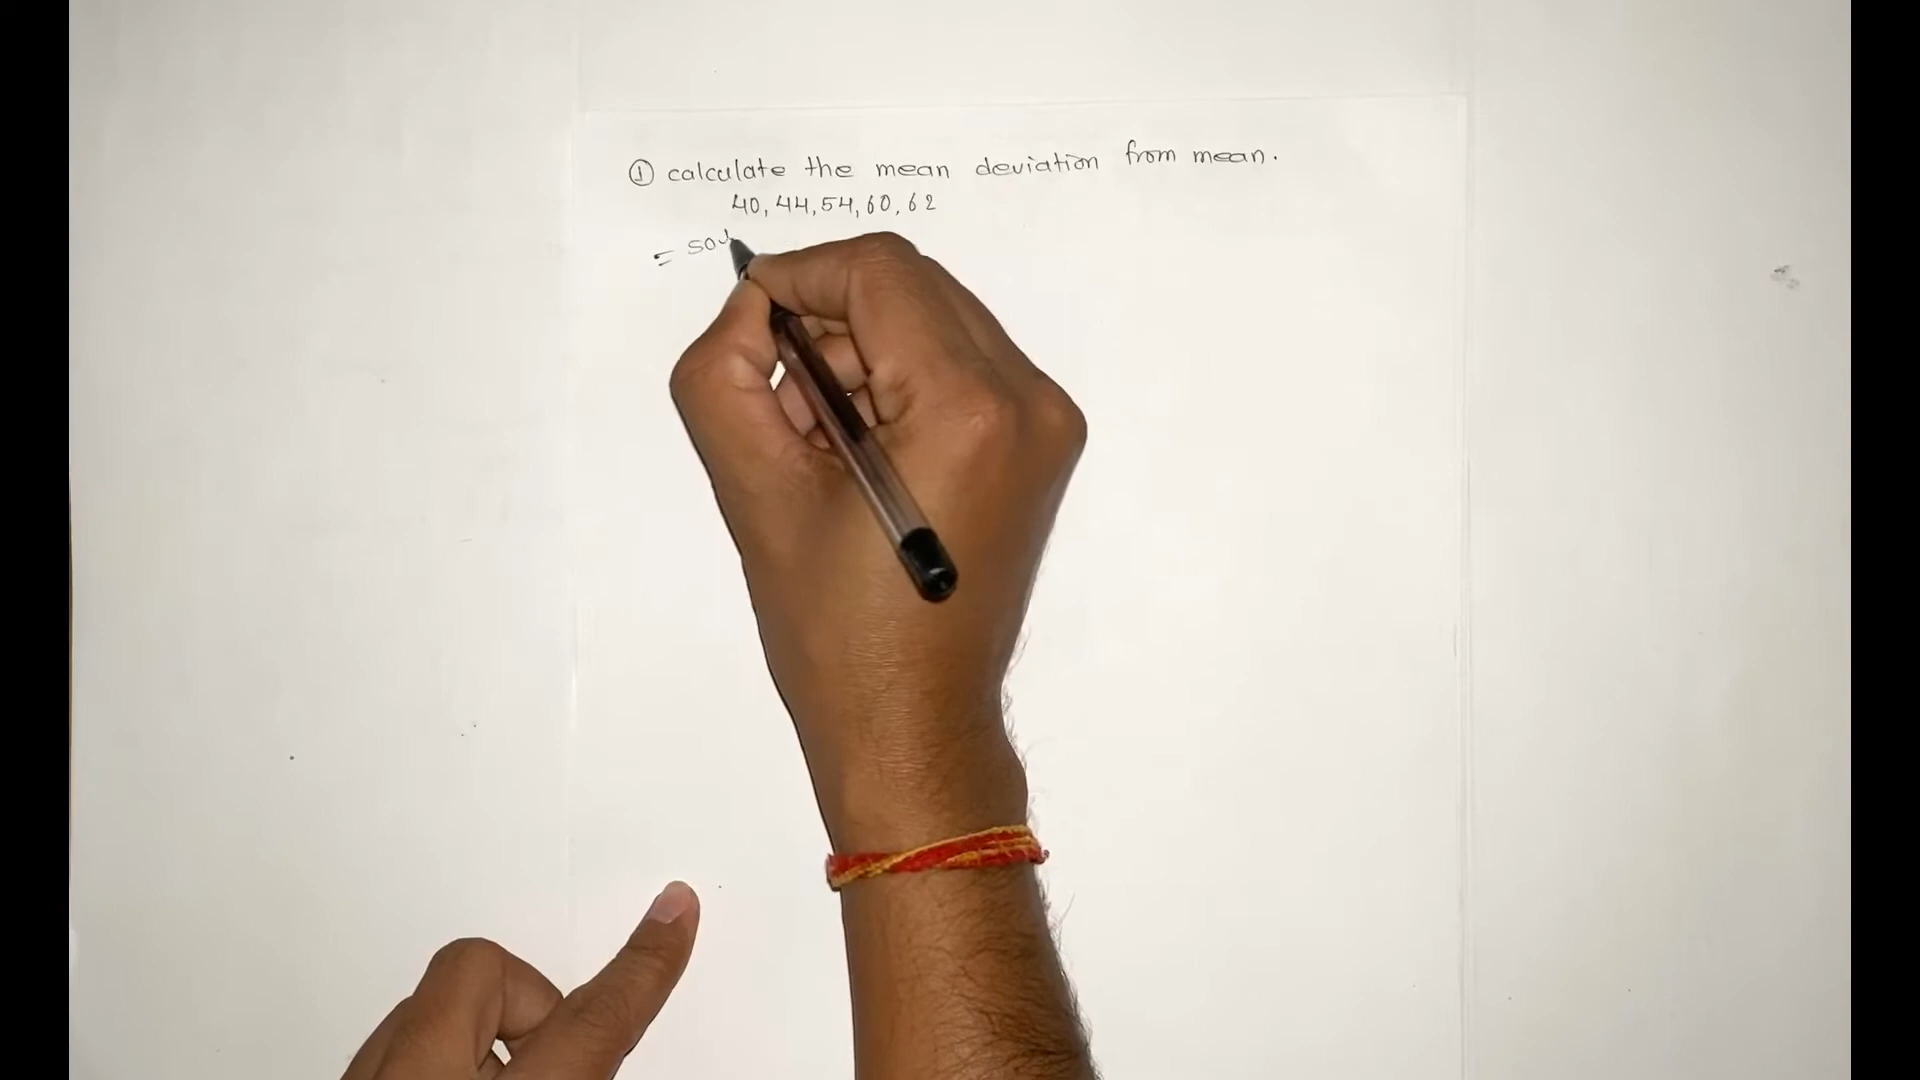 ① calculate the mean deviation from mean.
40, 44, 54, 60, 62
=